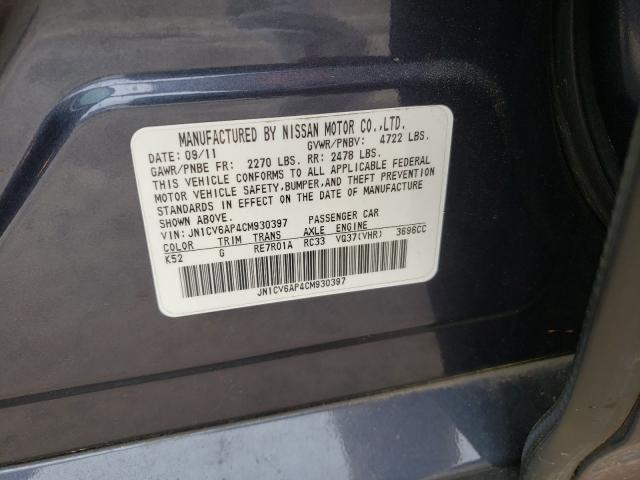 MANUFACTURED BY NISSAN MOTOR CO.,LTD.
DATE: 09/11 GVWR/PNBV: 4722 LBS.
GAWR/PNBE FR: 2270 LBS. RR: 2478 LBS.
THIS VEHICLE CONFORMS TO ALL APPLICABLE FEDERAL
MOTOR VEHICLE SAFETY, BUMPER, AND THEFT PREVENTION
STANDARDS IN EFFECT ON THE DATE OF MANUFACTURE
SHOWN ABOVE.
VIN: JN1CV6AP4CM930397 PASSENGER CAR
COLOR TRIM TRANS AXLE ENGINE
K52 G RE7R01A RC33 VQ37(VHR) 3696CC
JN1CV6AP4CM930397